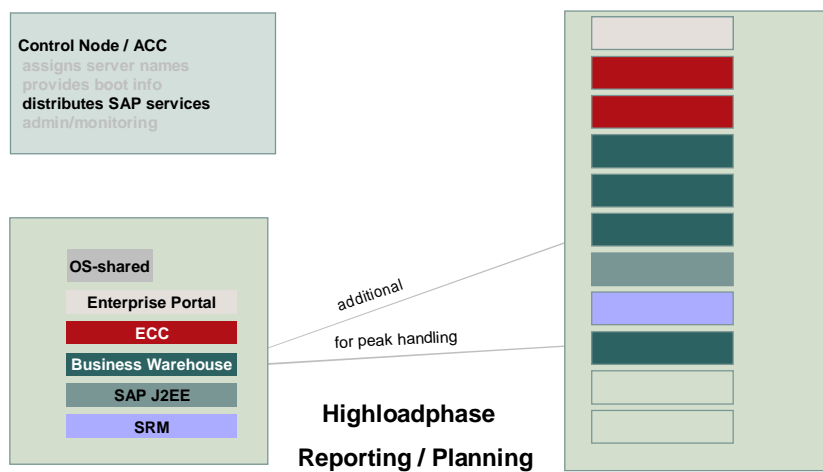 Control Node / ACC
assigns server names
provides boot info
distributes SAP services
admin/monitoring
OS-shared
Enterprise Portal
ECC
Business Warehouse
SAP J2EE
SRM
additional
for peak handling
Highloadphase
Reporting / Planning